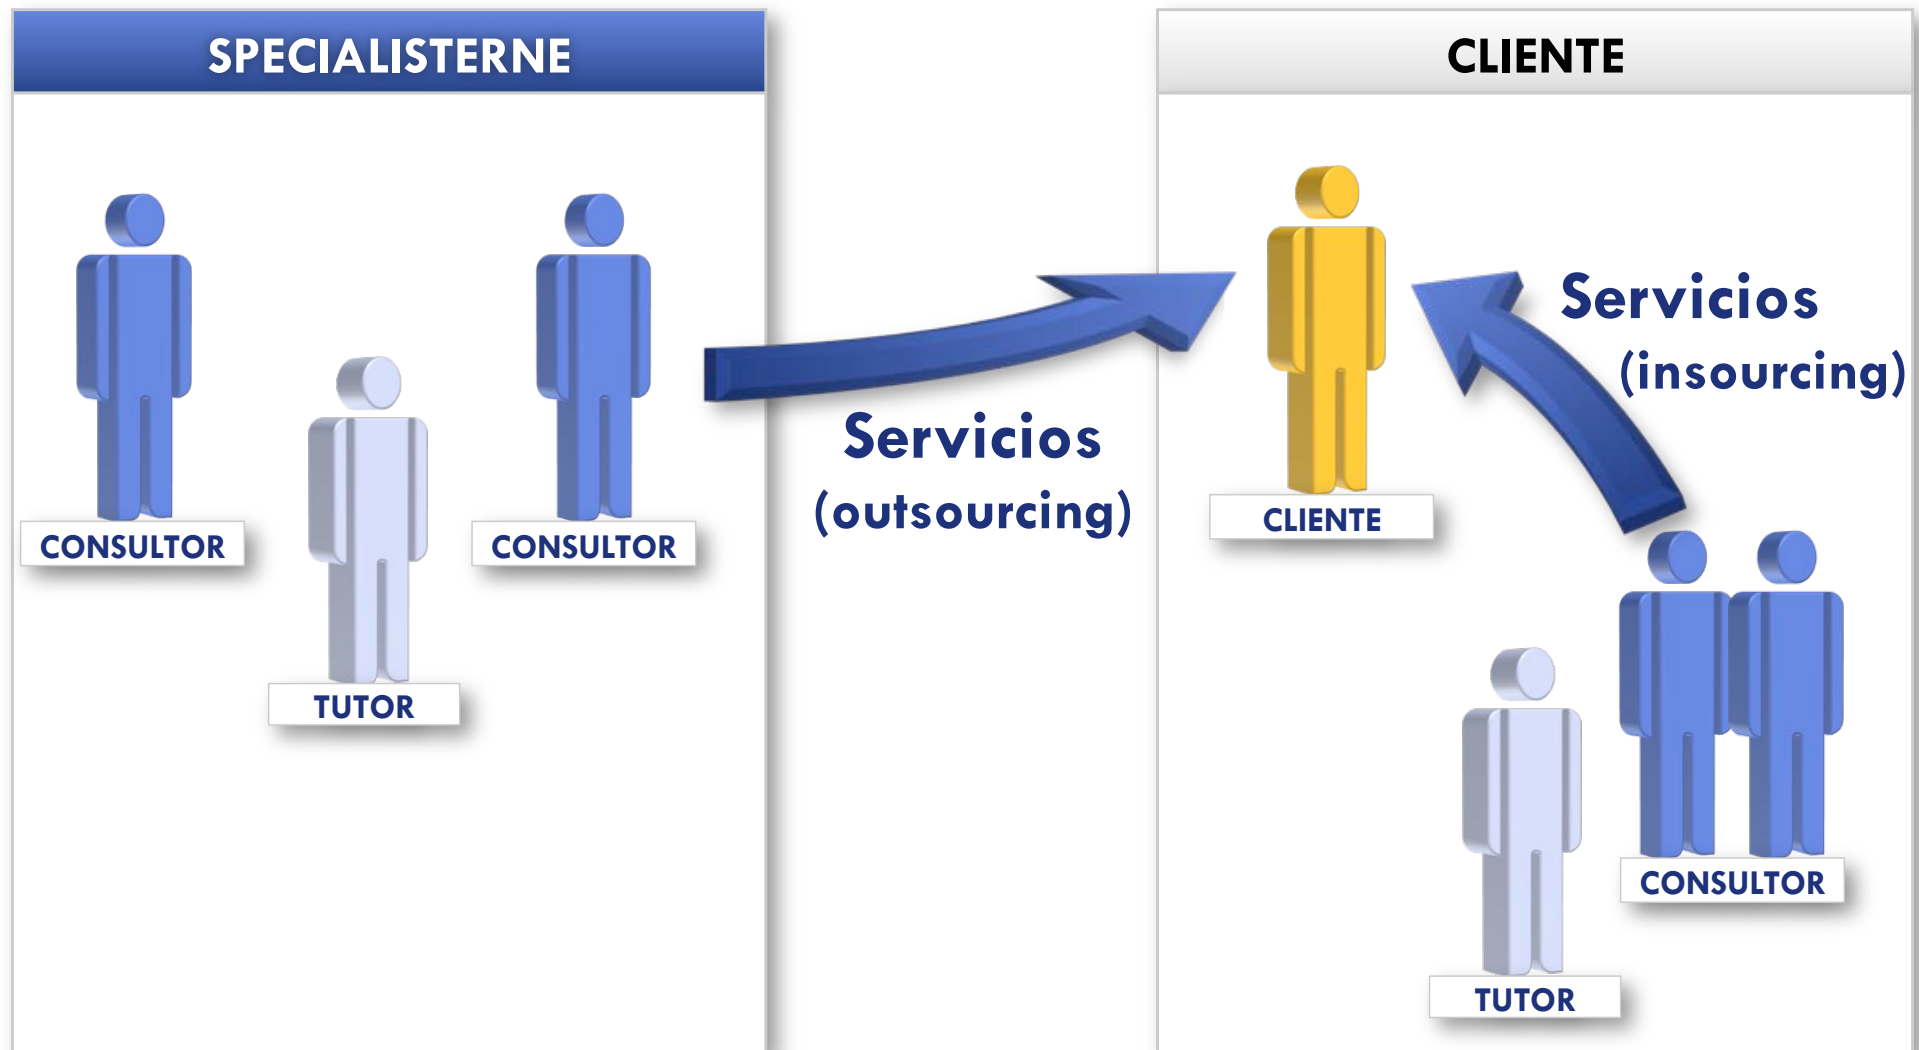 SPECIALISTERNE
CONSULTOR
CONSULTOR
TUTOR
Servicios
(outsourcing)
CLIENTE
Servicios
(insourcing)
CLIENTE
CONSULTOR
TUTOR